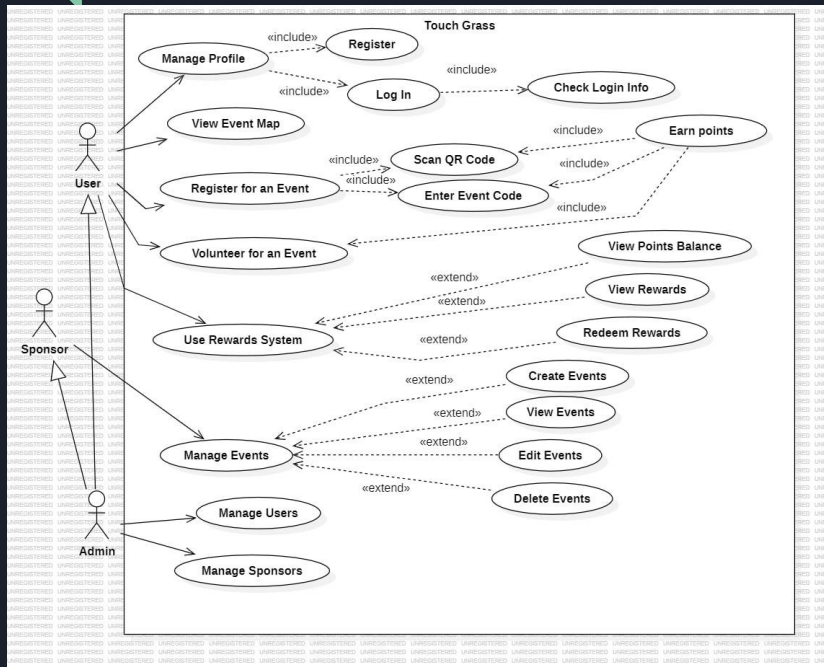 Touch Grass
«include»
Register
Manage Profile
«include»
Log In
«include»
Check Login Info
View Event Map
User
Register for an Event
«include»
«include»
Scan QR Code
Enter Event Code
«include»
Earn points
«include»
«include»
Volunteer for an Event
View Points Balance
«extend»
View Rewards
«extend»
Use Rewards System
«extend»
Redeem Rewards
Sponsor
«extend»
Create Events
«extend»
View Events
Manage Events
«extend»
Edit Events
«extend»
Delete Events
Admin
Manage Users
Manage Sponsors
UNREGISTERED